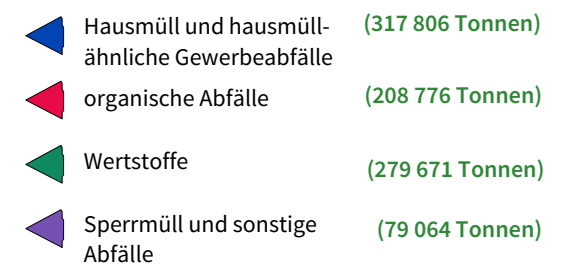 Hausmüll und hausmüll- (317 806 Tonnen)
ähnliche Gewerbeabfälle
organische Abfälle (208 776 Tonnen)
Wertstoffe (279 671 Tonnen)
Sperrmüll und sonstige (79 064 Tonnen)
Abfälle